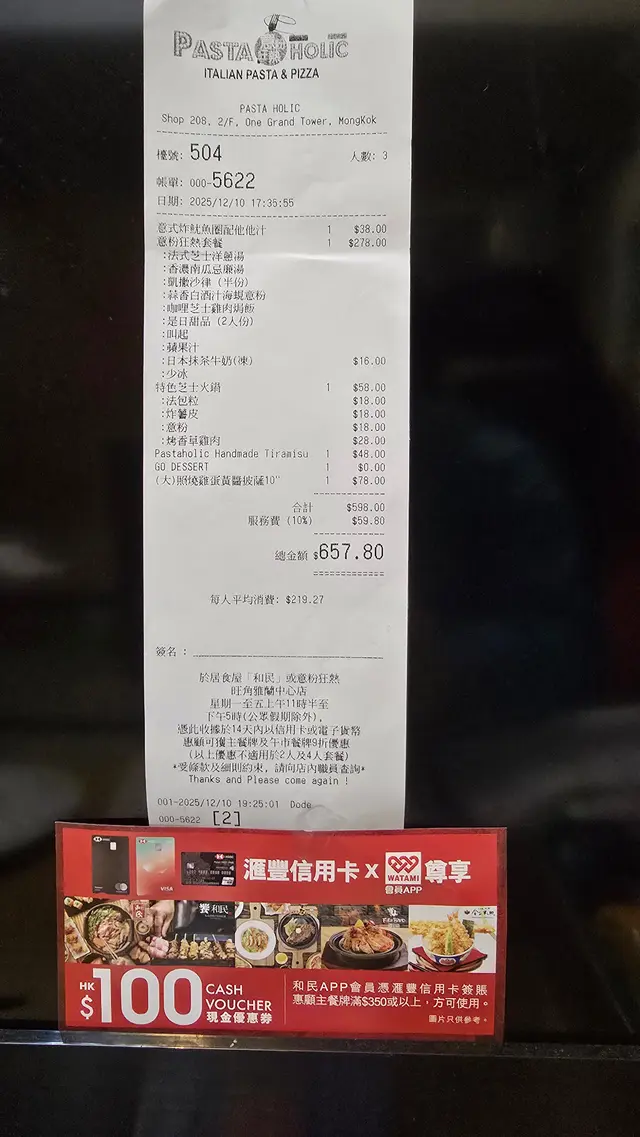 PASTA HOLIC
ITALIAN PASTA & PIZZA
PASTA HOLIC
Shop 208, 2/F, One Grand Tower, MongKok
檯號: 504 人數: 3
帳單: 000-5622
日期: 2025/12/10 17:35:55
意式炸魷魚圈配他他汁 1 $38.00
意粉狂熱套餐 1 $278.00
:法式芝士洋蔥湯
:香濃南瓜忌廉湯
:凱撒沙律 (半份)
:蒜香白酒汁海蜆意粉
:咖哩芝士雞肉焗飯
:是日甜品 (2人份)
:叫起
:蘋果汁
:日本抹茶牛奶(凍) $16.00
:少冰
特色芝士火鍋 1 $58.00
:法包粒 $18.00
:炸薯皮 $18.00
:意粉 $18.00
:烤香草雞肉 $28.00
Pastaholic Handmade Tiramisu 1 $48.00
GO DESSERT 1 $0.00
(大)照燒雞蛋黃醬披薩10" 1 $78.00
合計 $598.00
服務費 (10%) $59.80
總金額 $657.80
每人平均消費: $219.27
簽名 :
於居食屋「和民」或意粉狂熱
旺角雅蘭中心店
星期一至五上午11時半至
下午5時(公眾假期除外),
憑此收據於14天內以信用卡或電子貨幣
惠顧可獲主餐牌及午市餐牌9折優惠
(以上優惠不適用於2人及4人套餐)
*受條款及細則約束, 請向店內職員查詢*
Thanks and Please come again !
001-2025/12/10 19:25:01 Dode
000-5622 [2]
滙豐信用卡 x WATAMI 會員APP 尊享
VISA
饗和民
HK$100 CASH VOUCHER 現金優惠券
和民APP會員憑滙豐信用卡簽賬
惠顧主餐牌滿$350或以上，方可使用。
圖片只供參考。